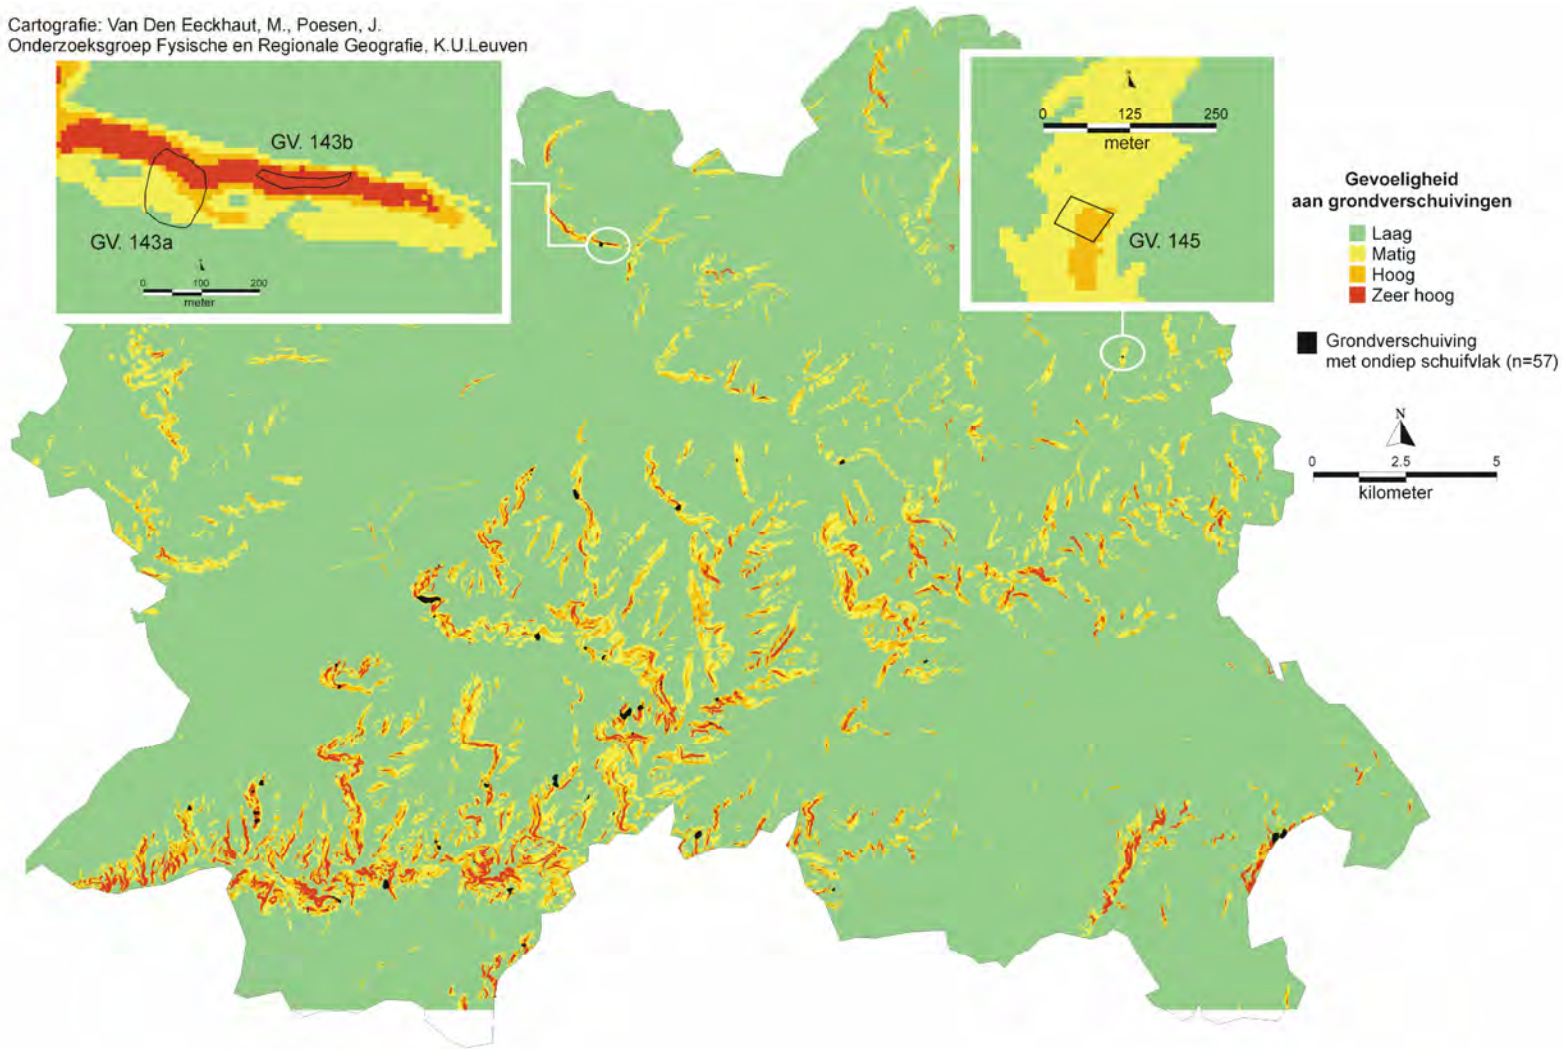 Cartografie: Van Den Eeckhaut, M., Poesen, J.
Onderzoeksgroep Fysische en Regionale Geografie, K.U.Leuven
GV. 143b
GV. 143a
0 100 200
meter
0 125 250
meter
GV. 145
Gevoeligheid
aan grondverschuivingen
Laag
Matig
Hoog
Zeer hoog
Grondverschuiving
met ondiep schuifvlak (n=57)
N
0 2.5 5
kilometer